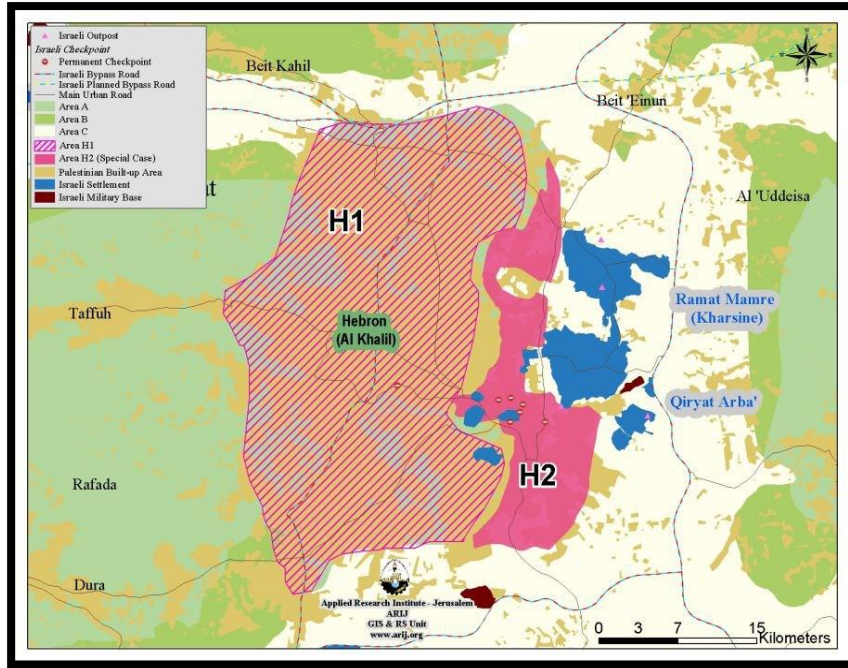 Israeli Outpost
Israeli Checkpoint
Permanent Checkpoint
Israeli Bypass Road
Israeli Planned Bypass Road
Main Urban Road
Area A
Area B
Area C
Area H1
Area H2 (Special Case)
Palestinian Built-up Area
Israeli Settlement
Israeli Military Base
Beit Kahil
Beit 'Einun
Al 'Uddeisa
H1
Taffuh
Hebron
(Al Khalil)
Ramat Mamre
(Kharsine)
Qiryat Arba'
H2
Rafada
Dura
Applied Research Institute - Jerusalem
ARIJ
GIS & RS Unit
www.arij.org
0 3 7 15
Kilometers